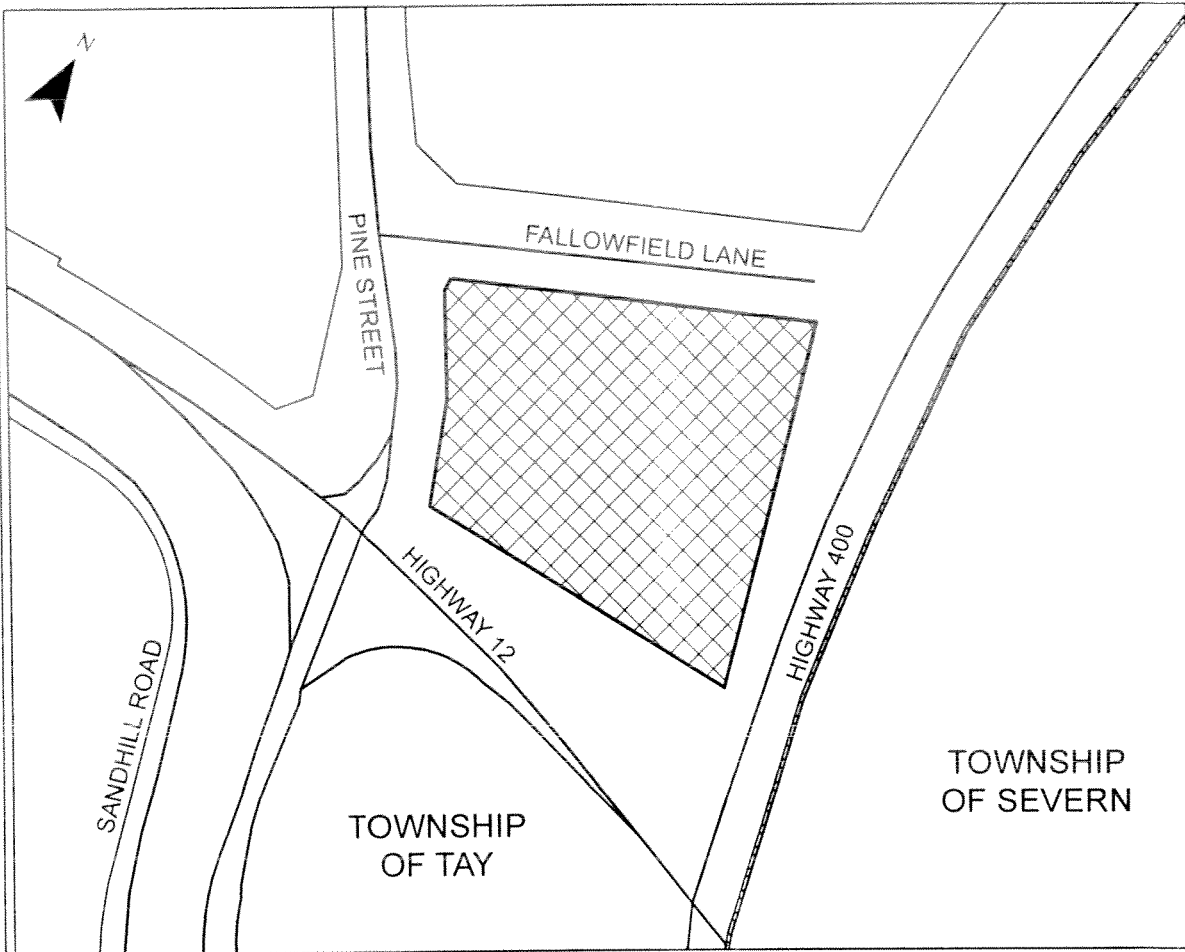 N
PINE STREET
FALLOWFIELD LANE
HIGHWAY 12
HIGHWAY 400
SANDHILL ROAD
TOWNSHIP
OF SEVERN
TOWNSHIP
OF TAY